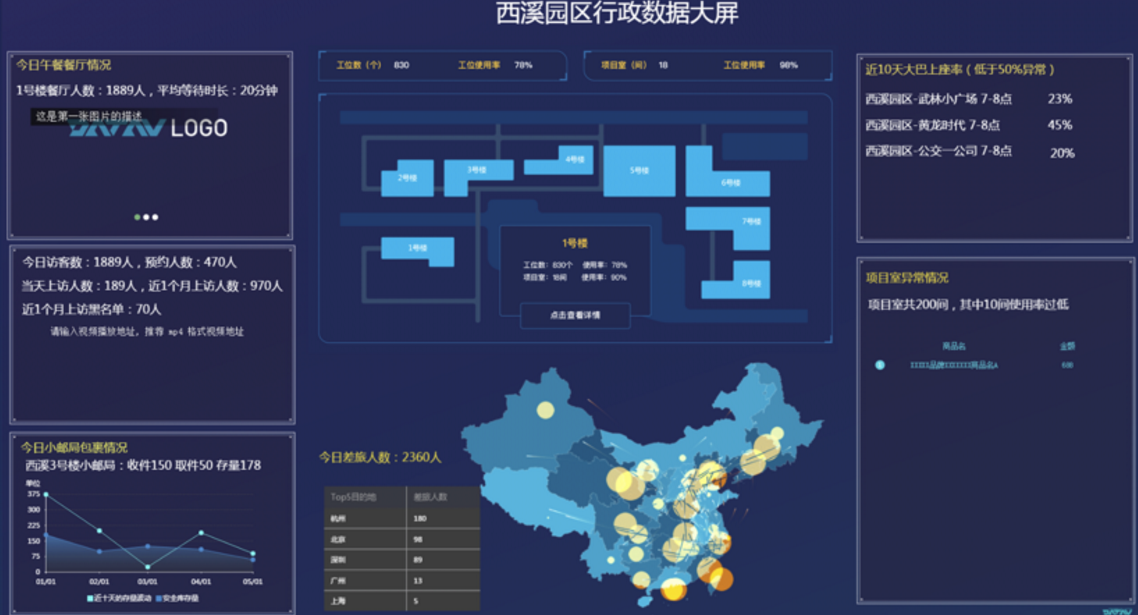 西溪园区行政数据大屏
今日午餐餐厅情况
1号楼餐厅人数：1889人，平均等待时长：20分钟
这是第一张图片的描述
LOGO
今日访客数：1889人，预约人数：470人
当天上访人数：189人，近1个月上访人数：970人
近1个月上访黑名单：70人
请输入视频播放地址，推荐 mp4 格式视频地址
今日小邮局包裹情况
西溪3号楼小邮局：收件150 取件50 存量178
单位
375
300
225
150
75
0
01/01 02/01 03/01 04/01 05/01
近十天的存量波动 安全库存量
工位数（个） 830 工位使用率 78%
项目室（间） 18 工位使用率 98%
2号楼
3号楼
4号楼
5号楼
6号楼
7号楼
8号楼
1号楼
1号楼
工位数：830个 使用率：78%
项目室：18间 使用率：90%
点击查看详情
今日差旅人数：2360人
Top5目的地 差旅人数
杭州 180
北京 98
深圳 89
广州 13
上海 5
近10天大巴上座率（低于50%异常）
西溪园区-武林小广场 7-8点 23%
西溪园区-黄龙时代 7-8点 45%
西溪园区-公交一公司 7-8点 20%
项目室异常情况
项目室共200间，其中10间使用率过低
商品名 金额
1